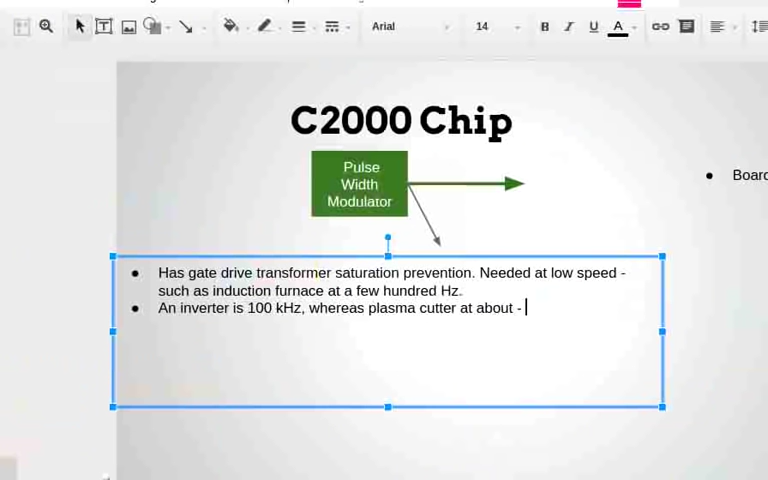 Arial
14
B
I
U
A
C2000 Chip
Pulse
Width
Modulator
● Board
● Has gate drive transformer saturation prevention. Needed at low speed -
such as induction furnace at a few hundred Hz.
● An inverter is 100 kHz, whereas plasma cutter at about -